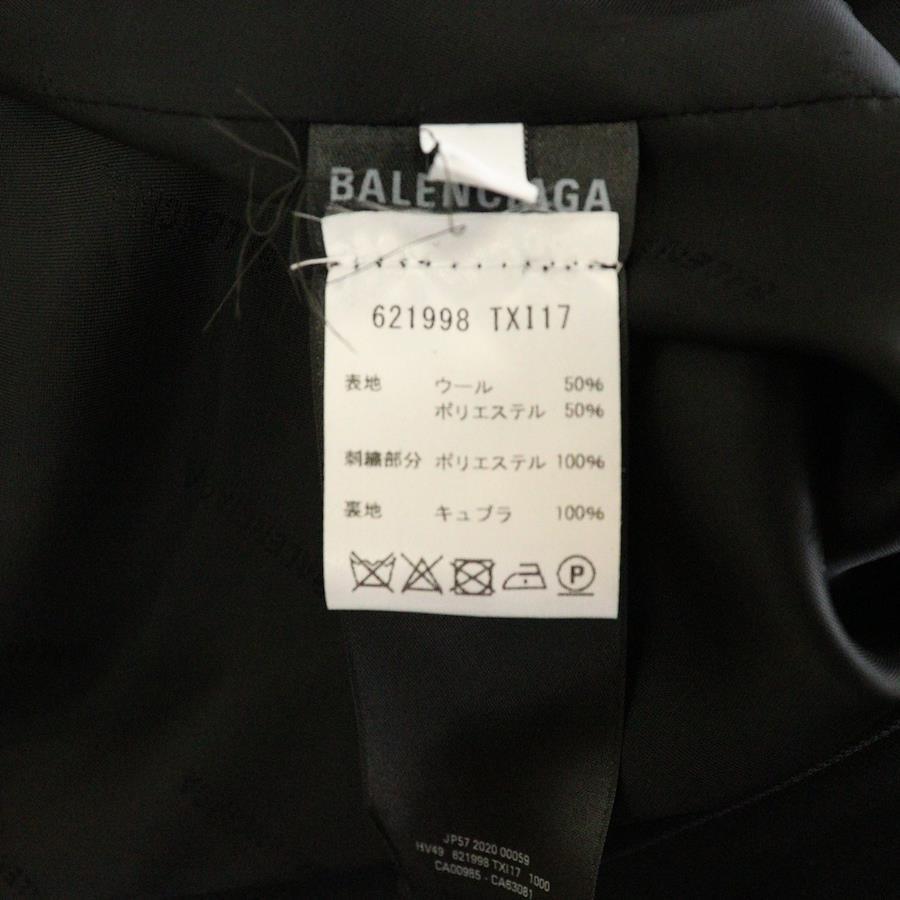 BALENCIAGA
621998 TXI17
表地 ウール 50%
ポリエステル 50%
刺繍部分 ポリエステル 100%
裏地 キュプラ 100%
P
JP57 2020 00059
HV49 621998 TXI17 1000
CA00965 - CA63081